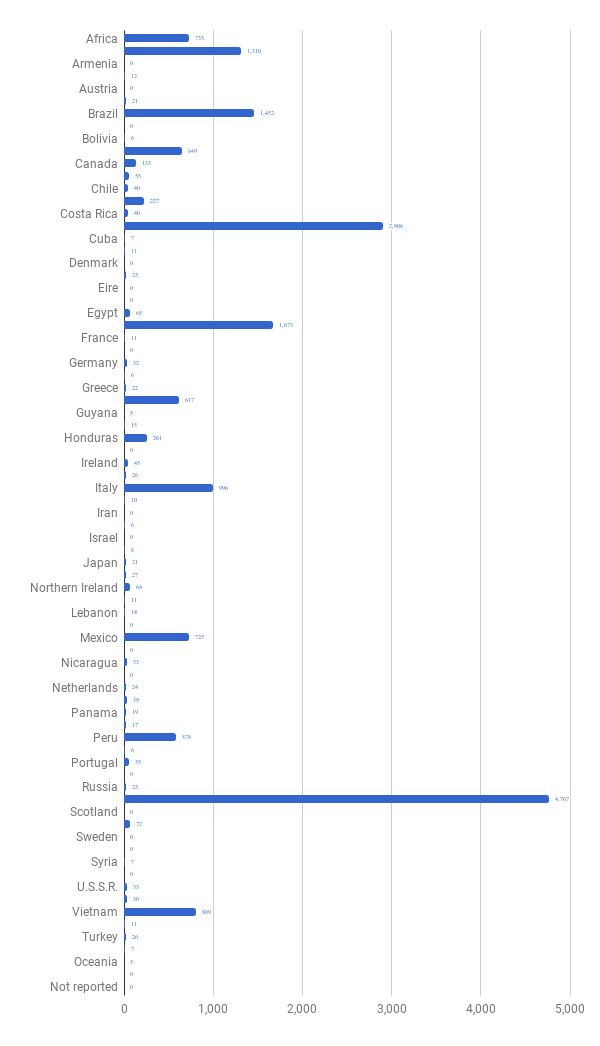 Africa 733
1,310
Armenia 0
12
Austria 0
21
Brazil 1,452
0
Bolivia 6
649
Canada 133
55
Chile 40
227
Costa Rica 40
2,906
Cuba 7
11
Denmark 0
23
Eire 0
0
Egypt 65
1,673
France 11
0
Germany 32
6
Greece 22
617
Guyana 5
15
Honduras 261
0
Ireland 45
26
Italy 996
10
Iran 0
6
Israel 0
8
Japan 21
27
Northern Ireland 64
11
Lebanon 14
0
Mexico 725
0
Nicaragua 33
0
Netherlands 24
39
Panama 19
17
Peru 578
6
Portugal 55
0
Russia 23
4,767
Scotland 0
72
Sweden 0
0
Syria 7
0
U.S.S.R. 33
30
Vietnam 809
11
Turkey 26
7
Oceania 5
0
Not reported 0
0 1,000 2,000 3,000 4,000 5,000